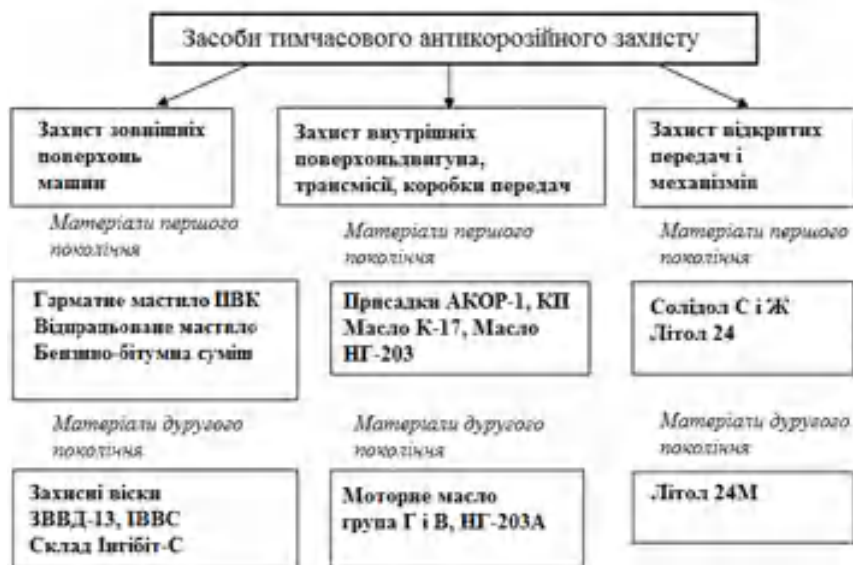 Засоби тимчасового антикорозійного захисту
Захист зовнішніх
поверхонь
машин
Матеріали першого
покоління
Гарматне мастило ПВК
Відпрацьоване мастило
Бензино-бітумна суміш
Матеріали дуругого
покоління
Захисні віски
ЗВВД-13, ІВВС
Склад Інгібіт-С
Захист внутрішніх
поверхоньдвигуна,
трансмісії, коробки передач
Матеріали першого
покоління
Присадки АКОР-1, КП
Масло К-17, Масло
НГ-203
Матеріали дуругого
покоління
Моторне масло
група Г і В, НГ-203А
Захист відкритих
передач і
механізмів
Матеріали першого
покоління
Солідол С і Ж
Літол 24
Матеріали дуругого
покоління
Літол 24М